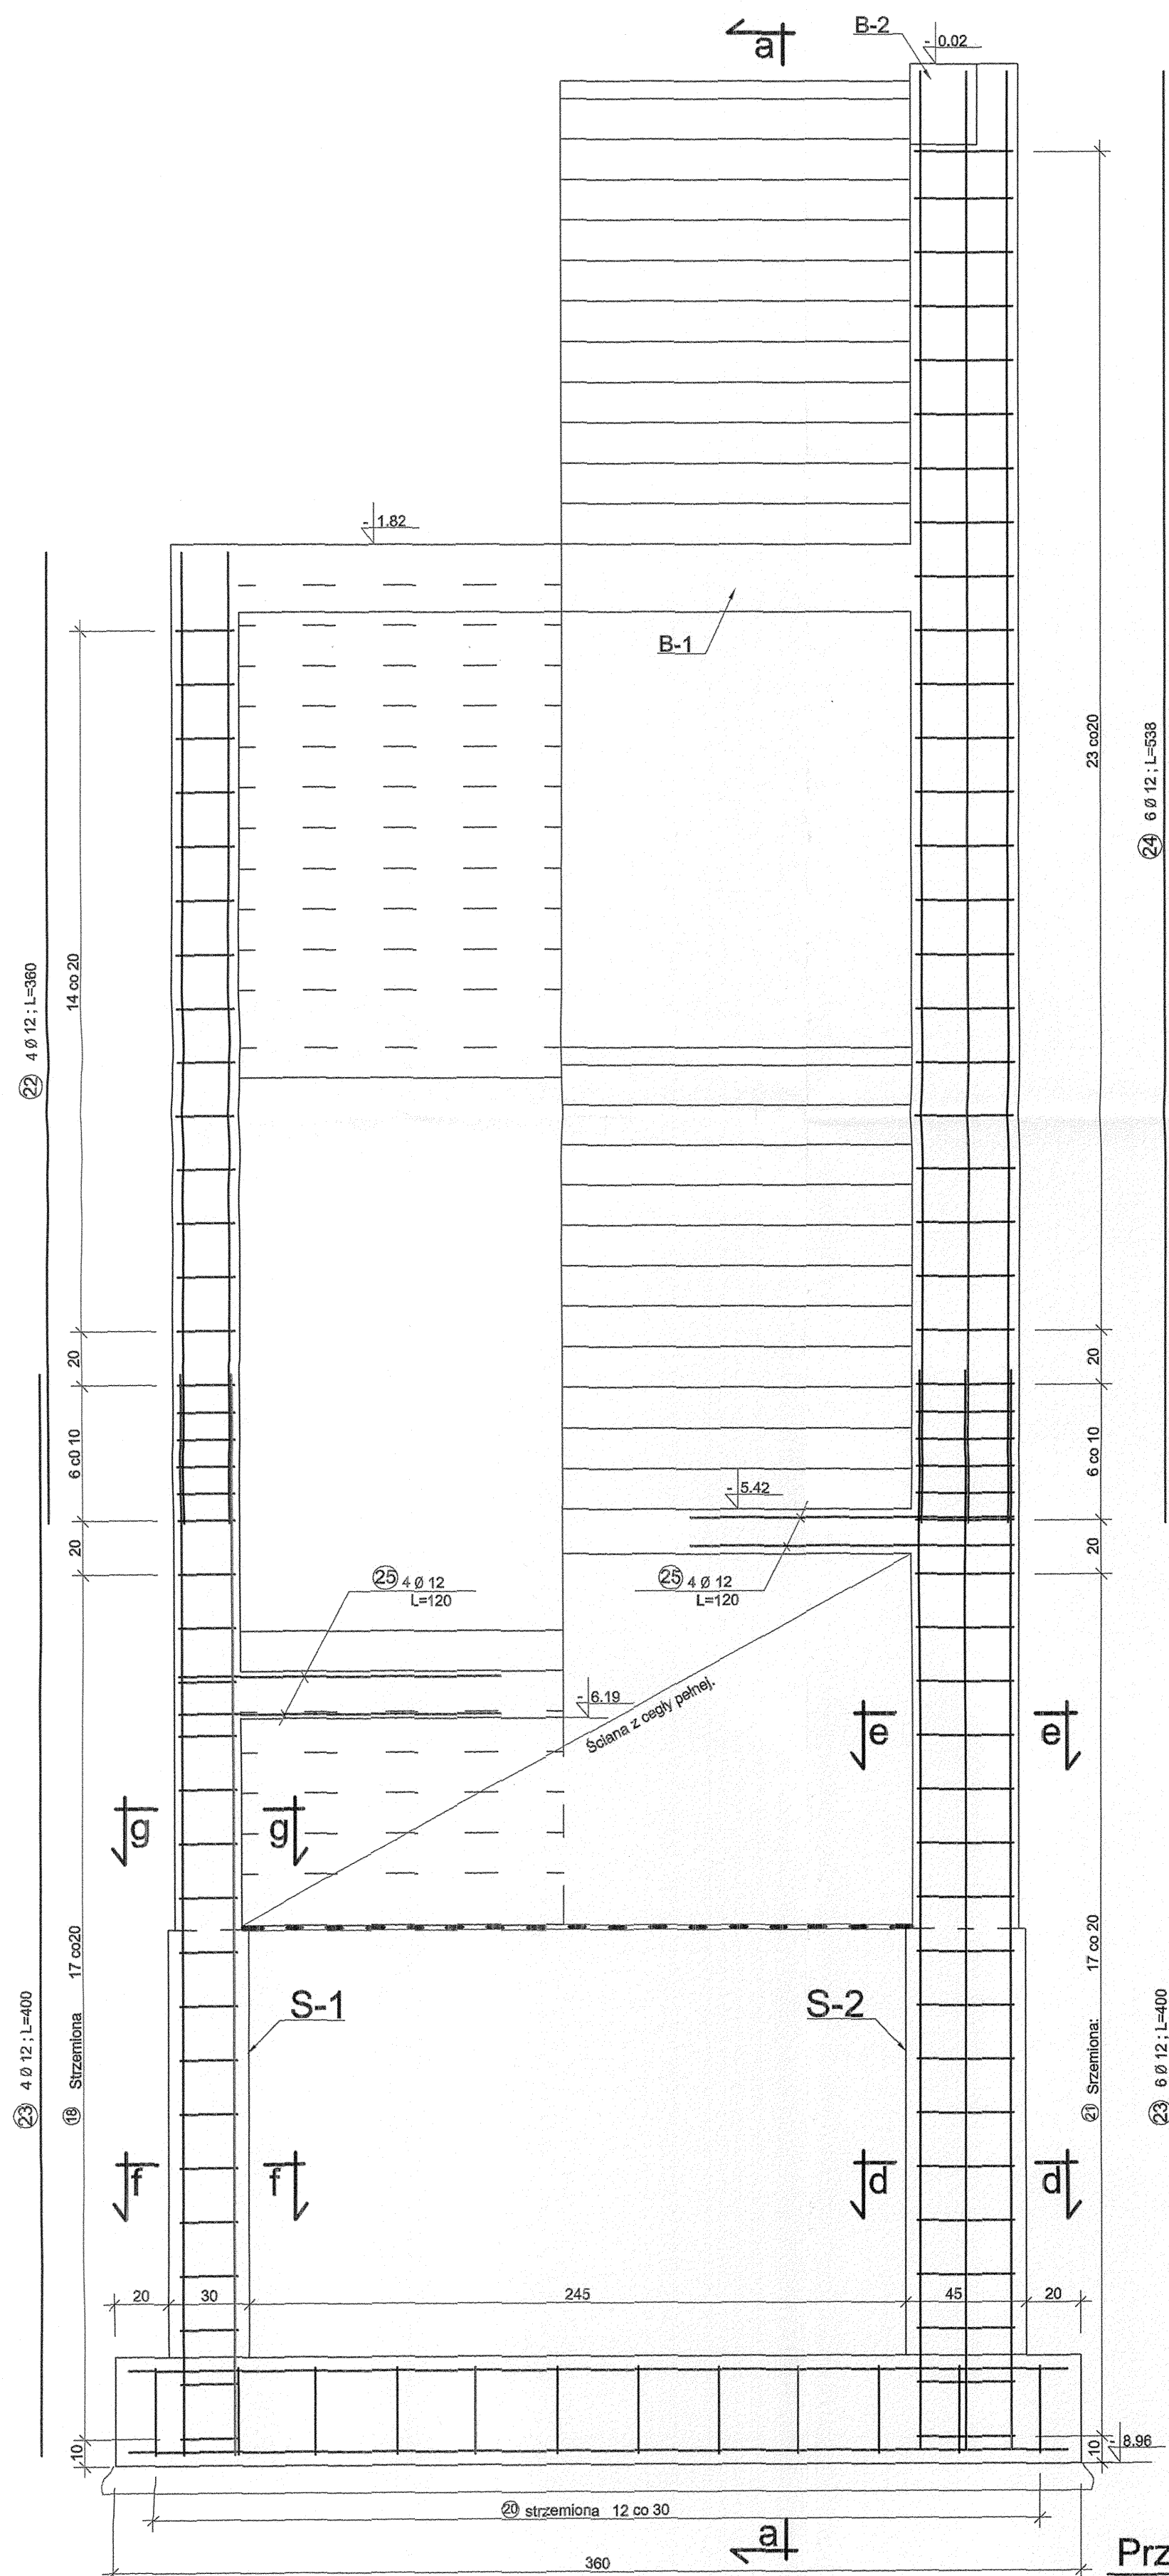 a
B-2
- 0.02
- 1.82
B-1
23 co20
24 6 Ø 12 ; L=538
14 co 20
22 4 Ø 12 ; L=360
20
6 c0 10
20
20
6 co 10
20
- 5.42
25 4 Ø 12
L=120
25 4 Ø 12
L=120
- 6.19
Ściana z cegły pełnej.
e
e
g
g
17 co20
18 Strzemiona
23 4 Ø 12 ; L=400
17 co 20
21 Srzemiona:
23 6 Ø 12 ; L=400
S-1
S-2
f
f
d
d
20
30
245
45
20
10
10
- 8.96
20 strzemiona 12 co 30
a
360
Prz